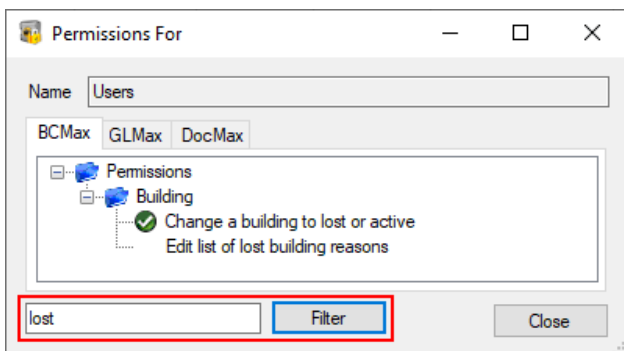 Permissions For
Name Users
BCMax GLMax DocMax
Permissions
Building
Change a building to lost or active
Edit list of lost building reasons
lost Filter Close